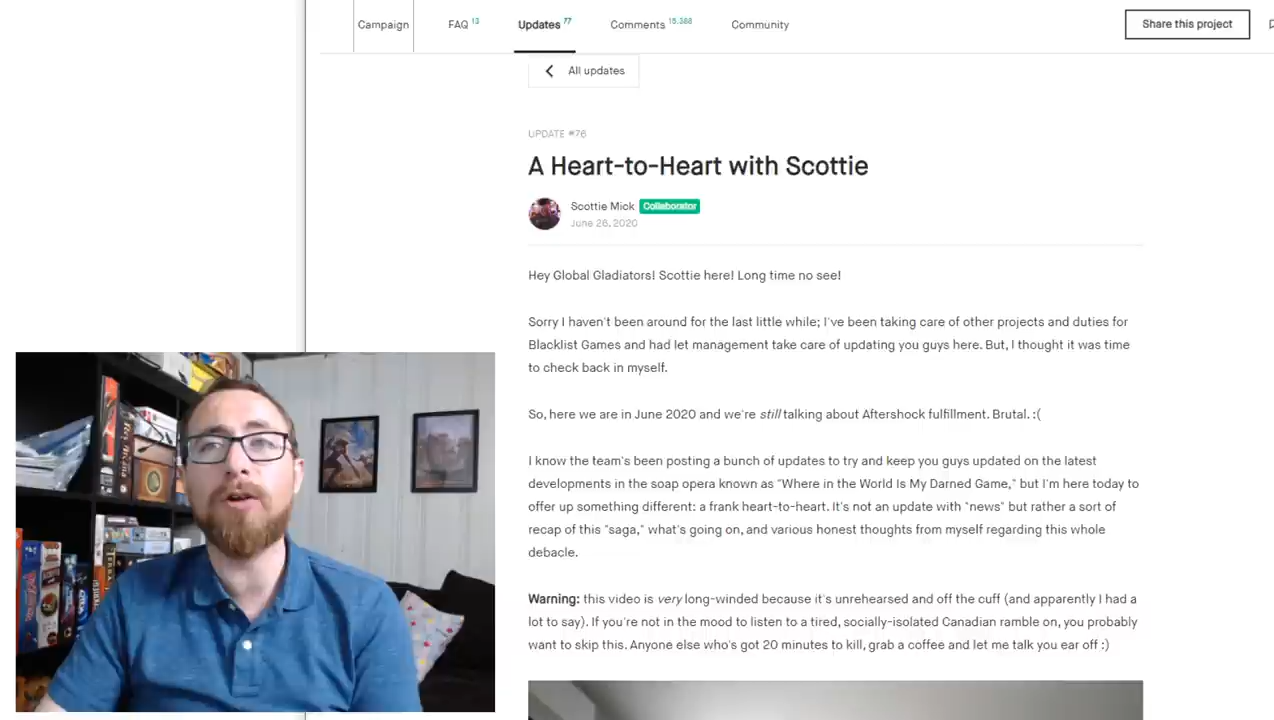 Campaign
FAQ 13
Updates 77
Comments 15,388
Community
Share this project
All updates
UPDATE #76
A Heart-to-Heart with Scottie
Scottie Mick Collaborator
June 26, 2020
Hey Global Gladiators! Scottie here! Long time no see!
Sorry I haven't been around for the last little while; I've been taking care of other projects and duties for
Blacklist Games and had let management take care of updating you guys here. But, I thought it was time
to check back in myself.
So, here we are in June 2020 and we're still talking about Aftershock fulfillment. Brutal. :(
I know the team's been posting a bunch of updates to try and keep you guys updated on the latest
developments in the soap opera known as "Where in the World Is My Darned Game," but I'm here today to
offer up something different: a frank heart-to-heart. It's not an update with "news" but rather a sort of
recap of this "saga," what's going on, and various honest thoughts from myself regarding this whole
debacle.
Warning: this video is very long-winded because it's unrehearsed and off the cuff (and apparently I had a
lot to say). If you're not in the mood to listen to a tired, socially-isolated Canadian ramble on, you probably
want to skip this. Anyone else who's got 20 minutes to kill, grab a coffee and let me talk you ear off :)